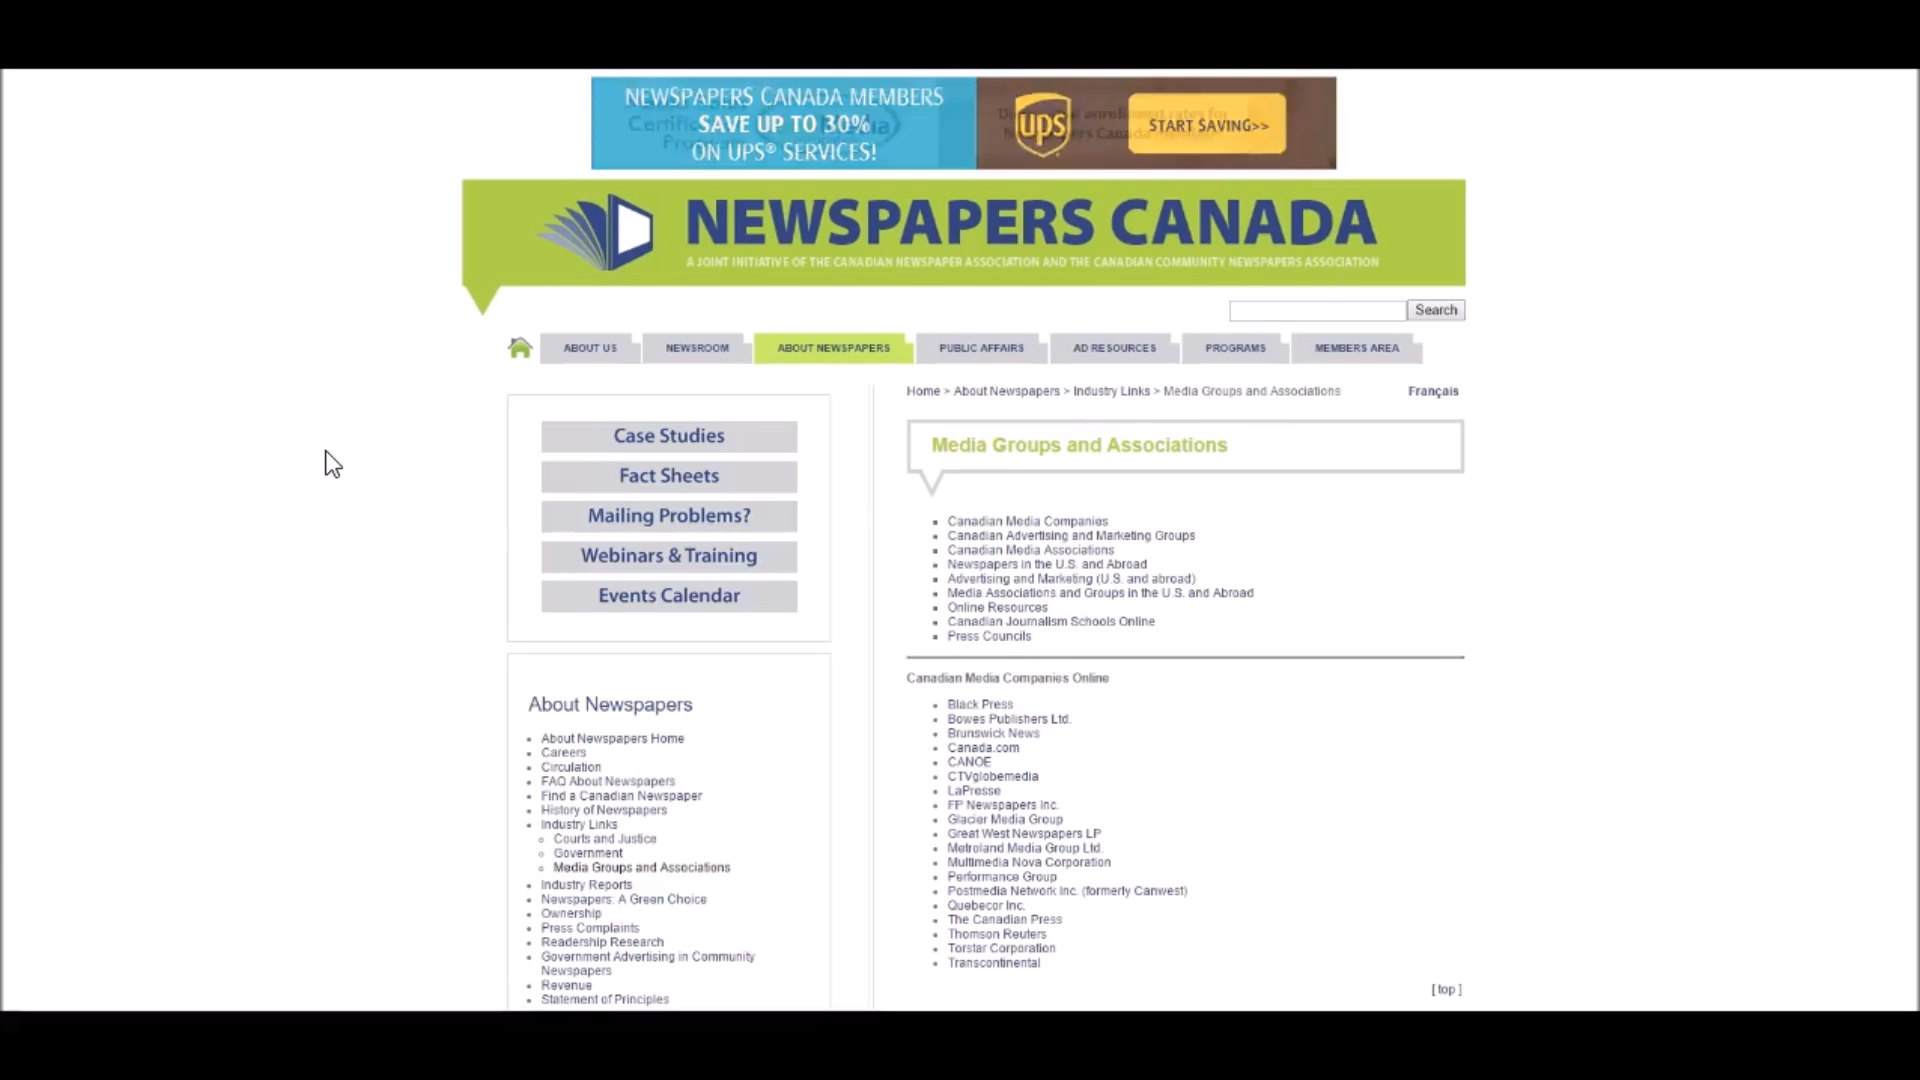 NEWSPAPERS CANADA MEMBERS
SAVE UP TO 30%
ON UPS® SERVICES!
ups
START SAVING>>
NEWSPAPERS CANADA
A JOINT INITIATIVE OF THE CANADIAN NEWSPAPER ASSOCIATION AND THE CANADIAN COMMUNITY NEWSPAPERS ASSOCIATION
Search
ABOUT US
NEWSROOM
ABOUT NEWSPAPERS
PUBLIC AFFAIRS
AD RESOURCES
PROGRAMS
MEMBERS AREA
Case Studies
Fact Sheets
Mailing Problems?
Webinars & Training
Events Calendar
About Newspapers
About Newspapers Home
Careers
Circulation
FAQ About Newspapers
Find a Canadian Newspaper
History of Newspapers
Industry Links
Courts and Justice
Government
Media Groups and Associations
Industry Reports
Newspapers: A Green Choice
Ownership
Press Complaints
Readership Research
Government Advertising in Community
Newspapers
Revenue
Statement of Principles
Home > About Newspapers > Industry Links > Media Groups and Associations
Français
Media Groups and Associations
Canadian Media Companies
Canadian Advertising and Marketing Groups
Canadian Media Associations
Newspapers in the U.S. and Abroad
Advertising and Marketing (U.S. and abroad)
Media Associations and Groups in the U.S. and Abroad
Online Resources
Canadian Journalism Schools Online
Press Councils
Canadian Media Companies Online
Black Press
Bowes Publishers Ltd.
Brunswick News
Canada.com
CANOE
CTVglobemedia
LaPresse
FP Newspapers Inc.
Glacier Media Group
Great West Newspapers LP
Metroland Media Group Ltd.
Multimedia Nova Corporation
Performance Group
Postmedia Network Inc. (formerly Canwest)
Quebecor Inc.
The Canadian Press
Thomson Reuters
Torstar Corporation
Transcontinental
[ top ]